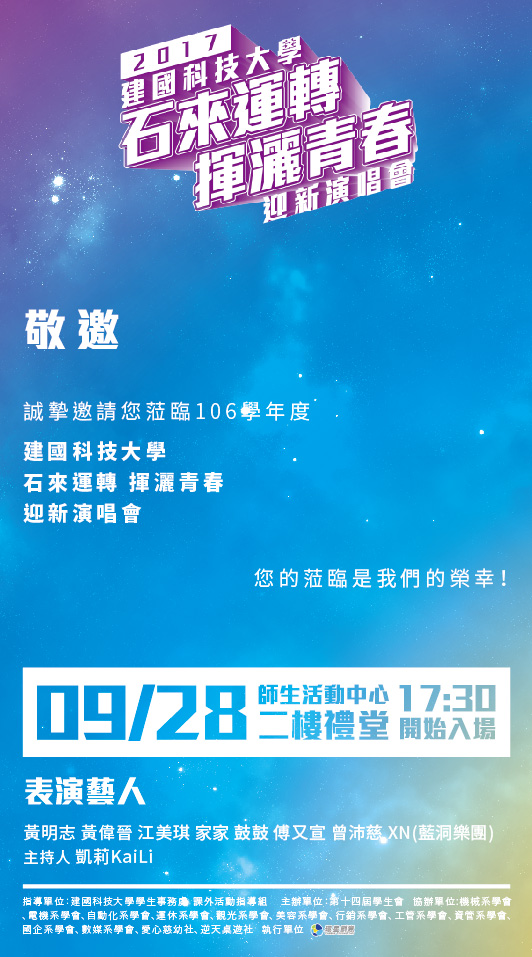 2017
建國科技大學
石來運轉
揮灑青春
迎新演唱會
敬邀
誠摯邀請您蒞臨106學年度
建國科技大學
石來運轉 揮灑青春
迎新演唱會
您的蒞臨是我們的榮幸!
09/28
師生活動中心
二樓禮堂
17:30
開始入場
表演藝人
黃明志 黃偉晉 江美琪 家家 鼓鼓 傅又宣 曾沛慈 XN(藍洞樂團)
主持人 凱莉KaiLi
指導單位:建國科技大學學生事務處 課外活動指導組 主辦單位:第十四屆學生會 協辦單位:機械系學會
、電機系學會、自動化系學會、運休系學會、觀光系學會、美容系學會、行銷系學會、工管系學會、資管系學會、
國企系學會、數媒系學會、愛心慈幼社、逆天桌遊社 執行單位